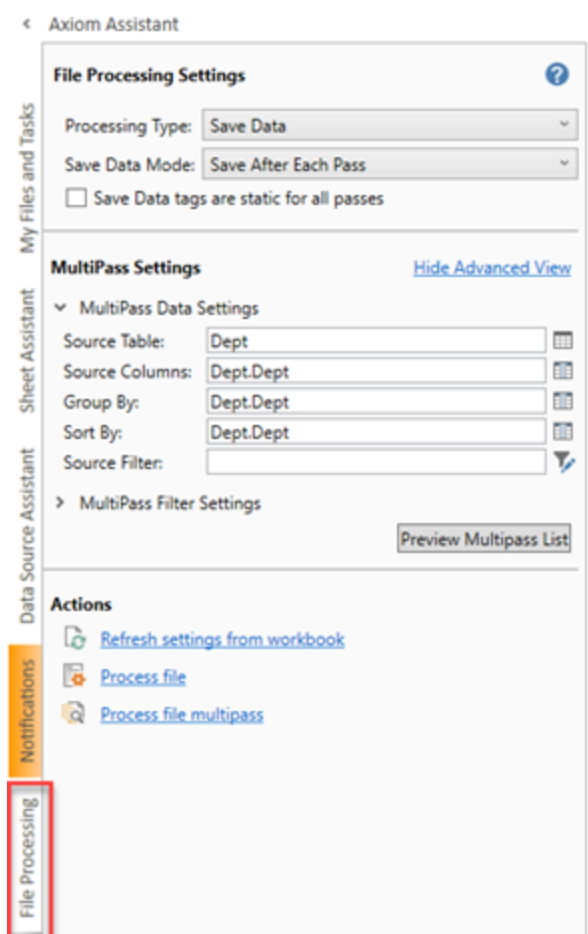 Axiom Assistant
File Processing Settings
?
Processing Type: Save Data
Save Data Mode: Save After Each Pass
Save Data tags are static for all passes
MultiPass Settings Hide Advanced View
MultiPass Data Settings
Source Table: Dept
Source Columns: Dept.Dept
Group By: Dept.Dept
Sort By: Dept.Dept
Source Filter:
MultiPass Filter Settings
Preview Multipass List
Actions
Refresh settings from workbook
Process file
Process file multipass
My Files and Tasks
Sheet Assistant
Data Source Assistant
Notifications
File Processing